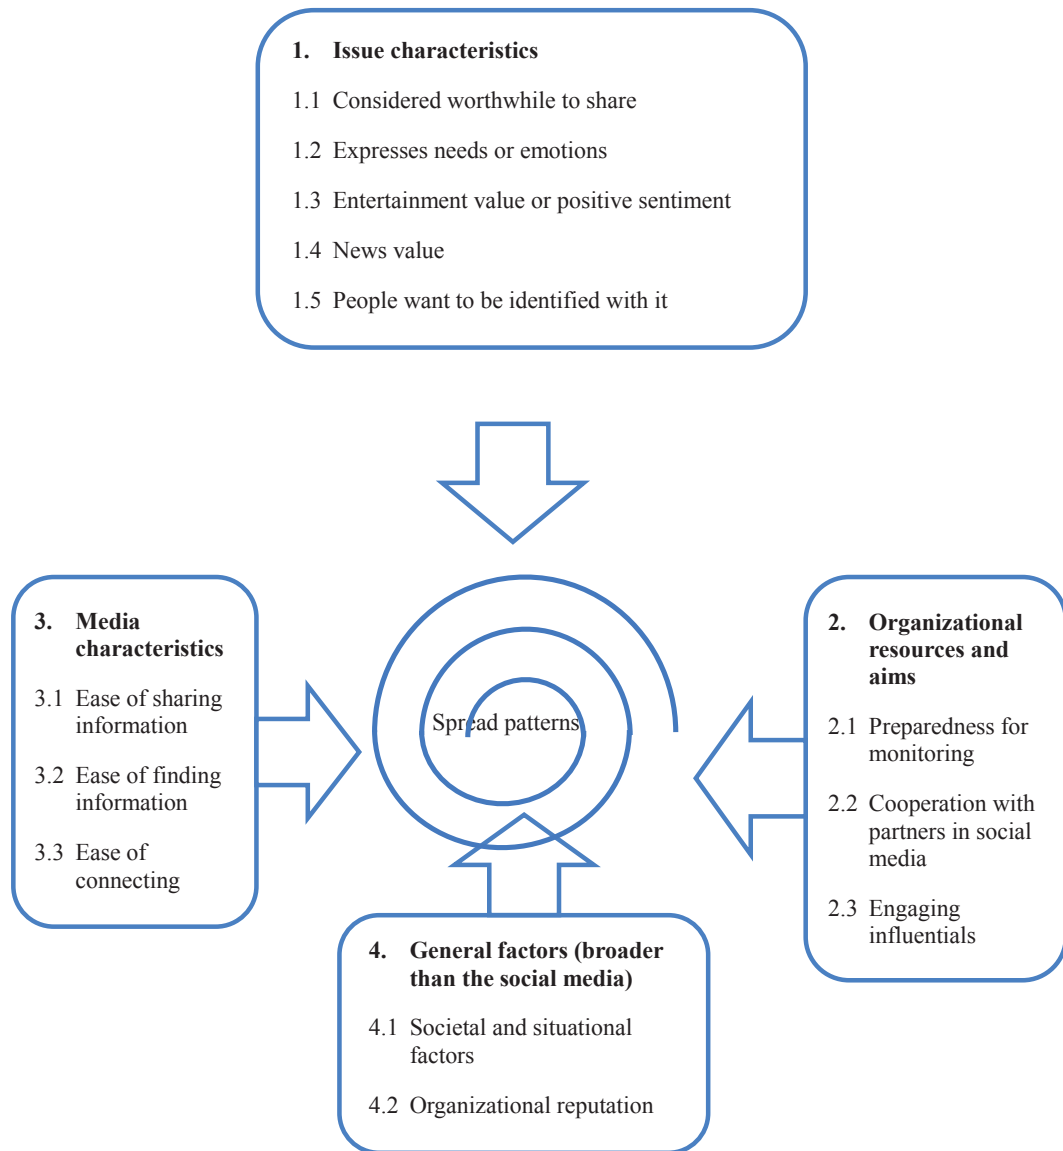 1. Issue characteristics
1.1 Considered worthwhile to share
1.2 Expresses needs or emotions
1.3 Entertainment value or positive sentiment
1.4 News value
1.5 People want to be identified with it
3. Media
characteristics
3.1 Ease of sharing
information
3.2 Ease of finding
information
3.3 Ease of
connecting
Spread patterns
2. Organizational
resources and
aims
2.1 Preparedness for
monitoring
2.2 Cooperation with
partners in social
media
2.3 Engaging
influentials
4. General factors (broader
than the social media)
4.1 Societal and situational
factors
4.2 Organizational reputation